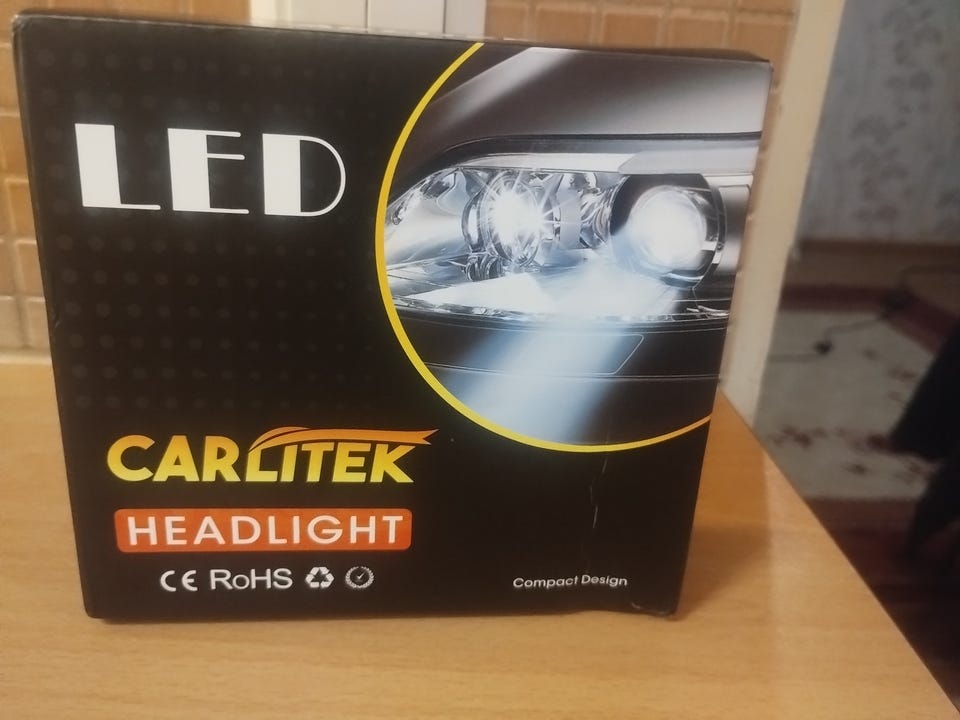 LED
CARLITEK
HEADLIGHT
CE RoHS
Compact Design